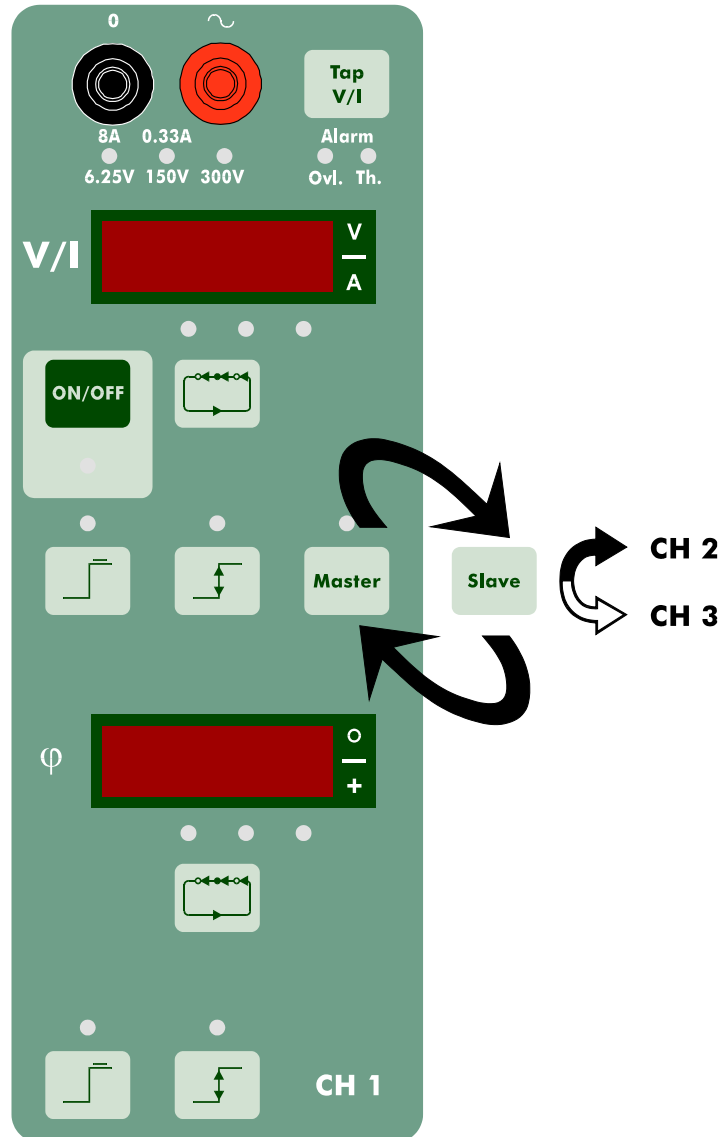 0
Tap
V/I
8A 0.33A
Alarm
6.25V 150V 300V
Ovl. Th.
V/I
V
A
ON/OFF
Master
Slave
CH 2
CH 3
φ
o
+
CH 1